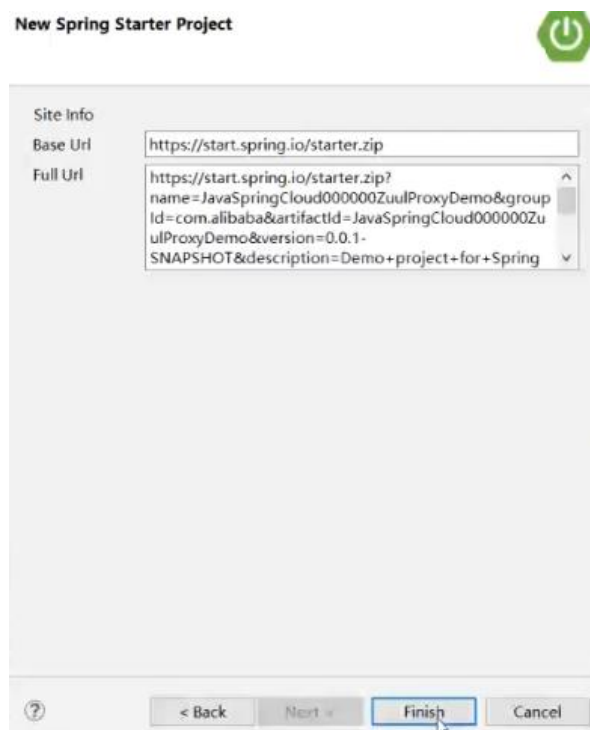 New Spring Starter Project
Site Info
Base Url
https://start.spring.io/starter.zip
Full Url
https://start.spring.io/starter.zip?
name=JavaSpringCloud000000ZuulProxyDemo&group
Id=com.alibaba&artifactId=JavaSpringCloud000000Zu
ulProxyDemo&version=0.0.1-
SNAPSHOT&description=Demo+project+for+Spring
?
< Back
Next >
Finish
Cancel